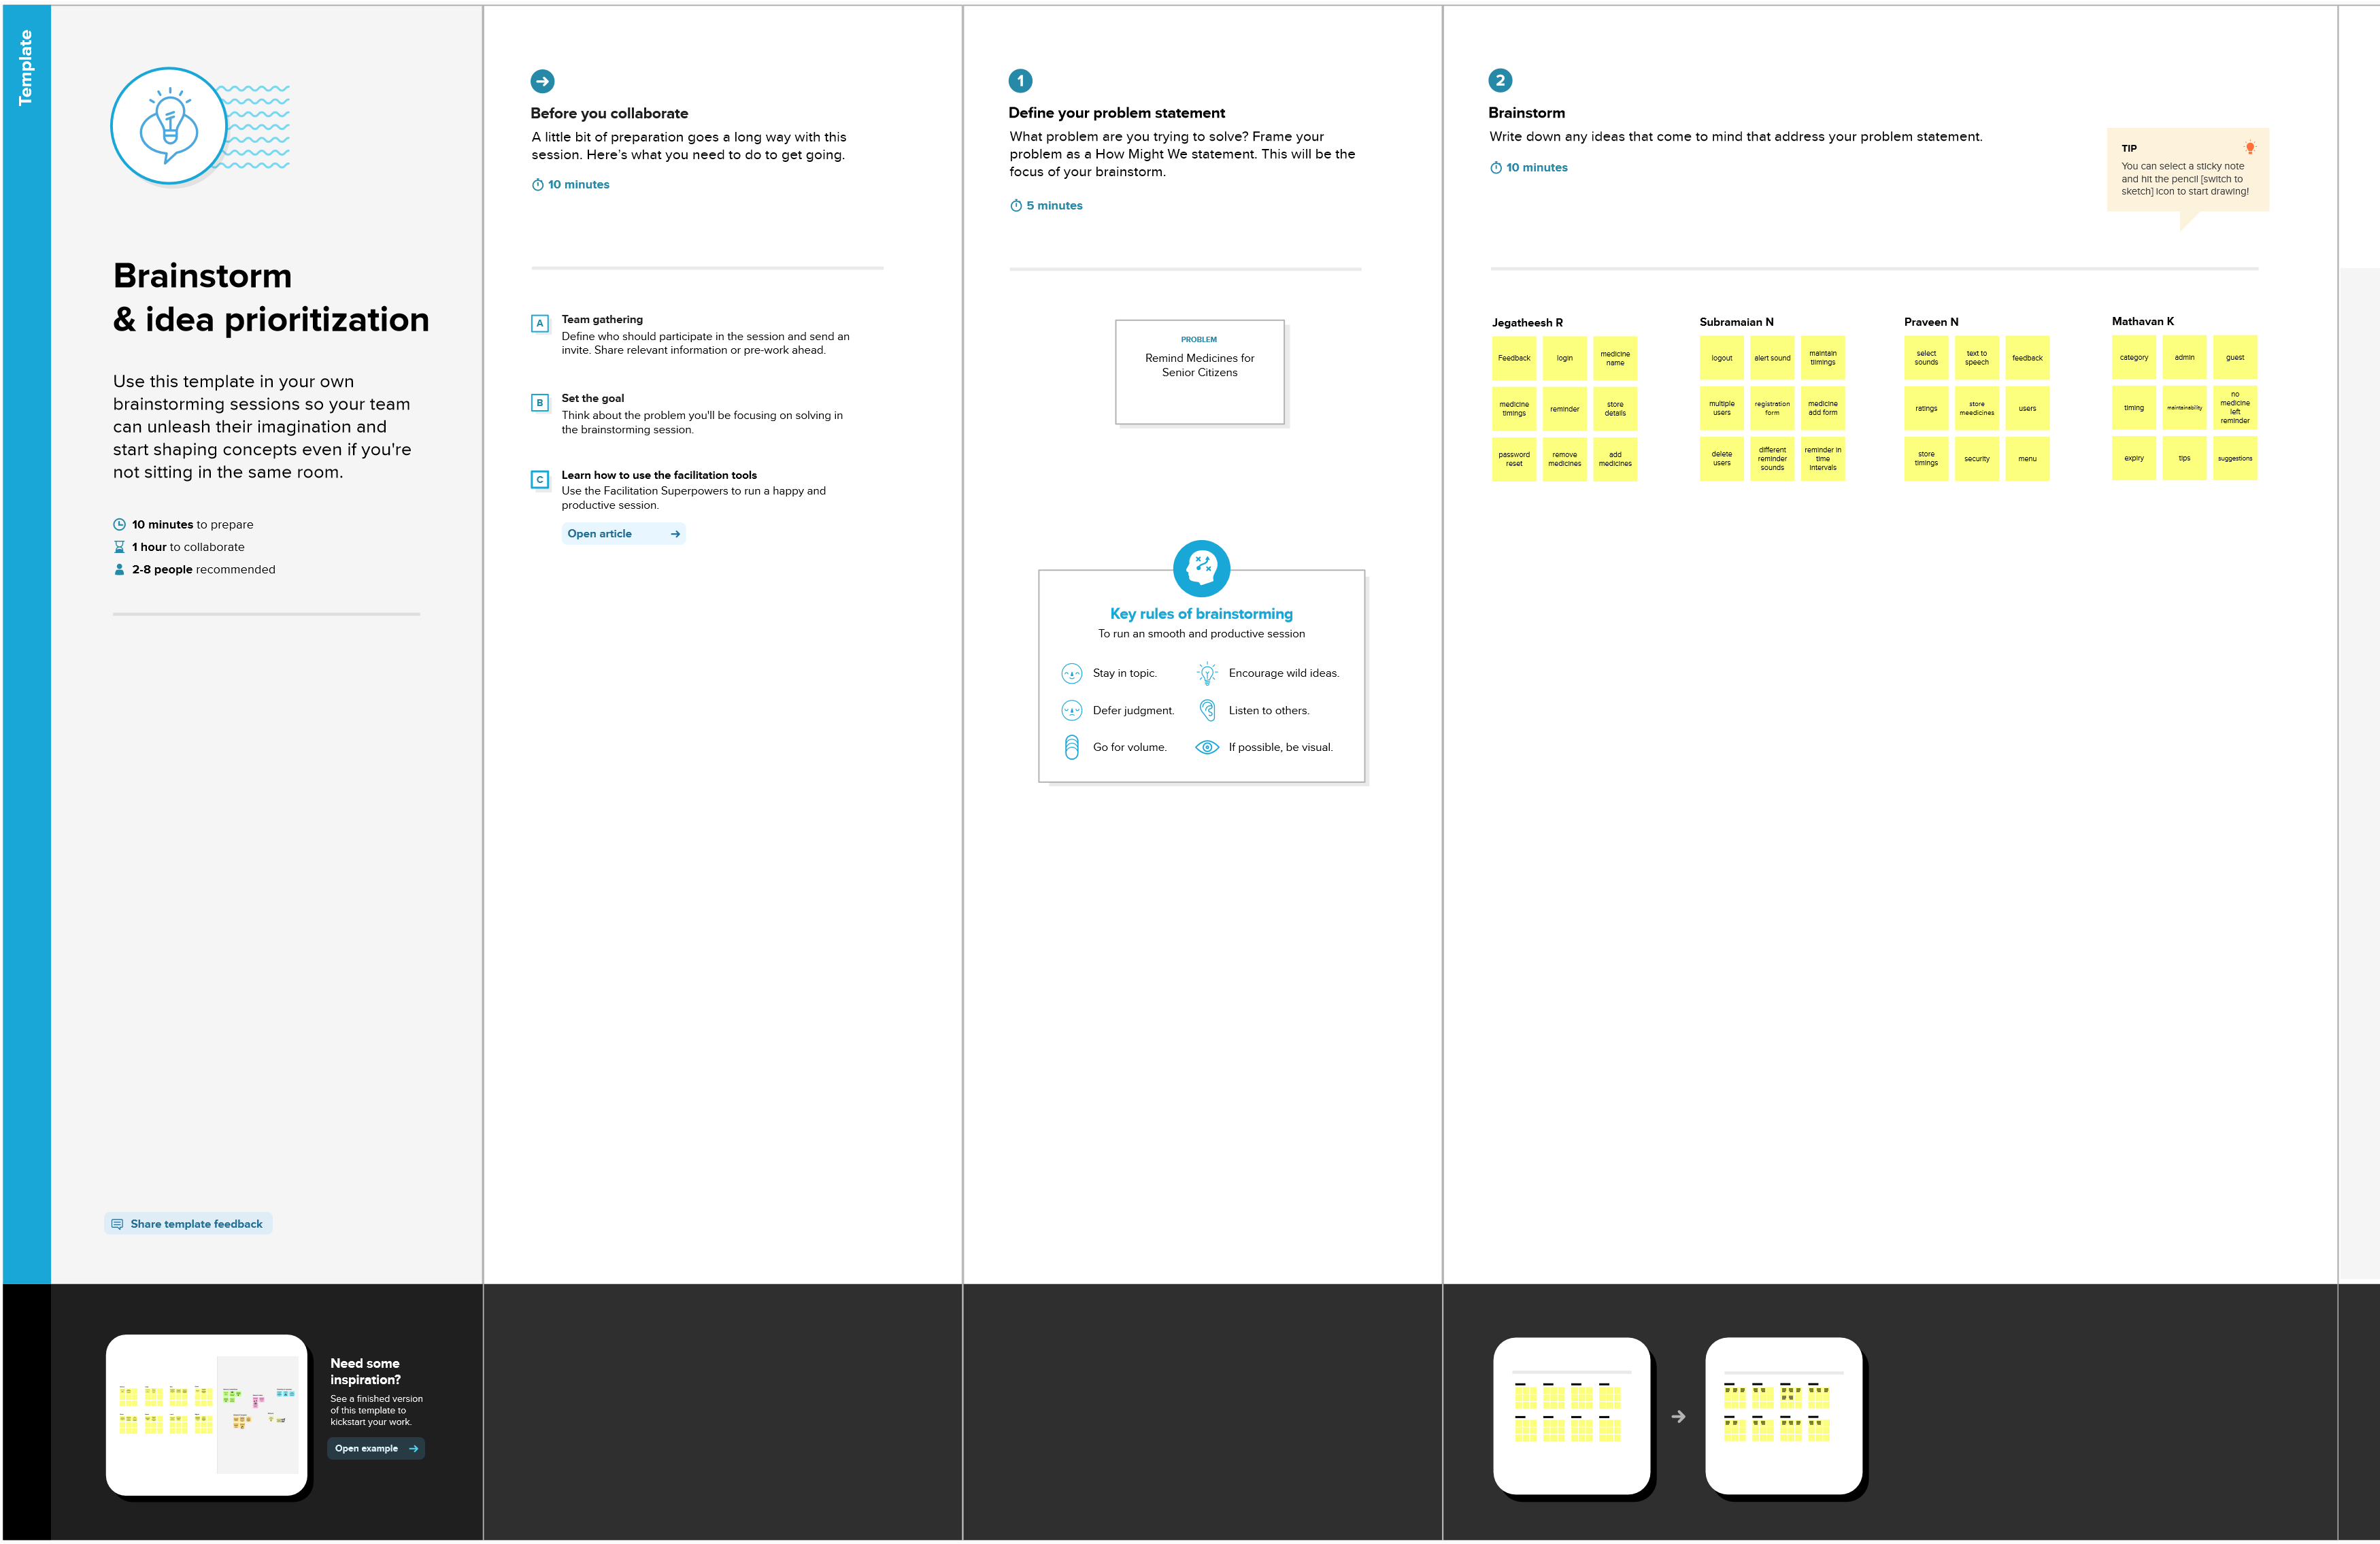 Template
Brainstorm
& idea prioritization
Use this template in your own
brainstorming sessions so your team
can unleash their imagination and
start shaping concepts even if you're
not sitting in the same room.
10 minutes to prepare
1 hour to collaborate
2-8 people recommended
Share template feedback
Need some
inspiration?
See a finished version
of this template to
kickstart your work.
Open example
Before you collaborate
A little bit of preparation goes a long way with this
session. Here's what you need to do to get going.
10 minutes
A
Team gathering
Define who should participate in the session and send an
invite. Share relevant information or pre-work ahead.
B
Set the goal
Think about the problem you'll be focusing on solving in
the brainstorming session.
C
Learn how to use the facilitation tools
Use the Facilitation Superpowers to run a happy and
productive session.
Open article
1
Define your problem statement
What problem are you trying to solve? Frame your
problem as a How Might We statement. This will be the
focus of your brainstorm.
5 minutes
PROBLEM
Remind Medicines for
Senior Citizens
Key rules of brainstorming
To run an smooth and productive session
Stay in topic.
Encourage wild ideas.
Defer judgment.
Listen to others.
Go for volume.
If possible, be visual.
2
Brainstorm
Write down any ideas that come to mind that address your problem statement.
10 minutes
TIP
You can select a sticky note
and hit the pencil [switch to
sketch] icon to start drawing!
Jegatheesh R
Feedback
login
medicine
name
medicine
timings
reminder
store
details
password
reset
remove
medicines
add
medicines
Subramaian N
logout
alert sound
maintain
tiimings
multiple
users
registration
form
medicine
add form
delete
users
different
reminder
sounds
reminder in
time
intervals
Praveen N
select
sounds
text to
speech
feedback
ratings
store
meedicines
users
store
timings
security
menu
Mathavan K
category
admin
guest
timing
maintainability
no
medicine
left
reminder
expiry
tips
suggestions